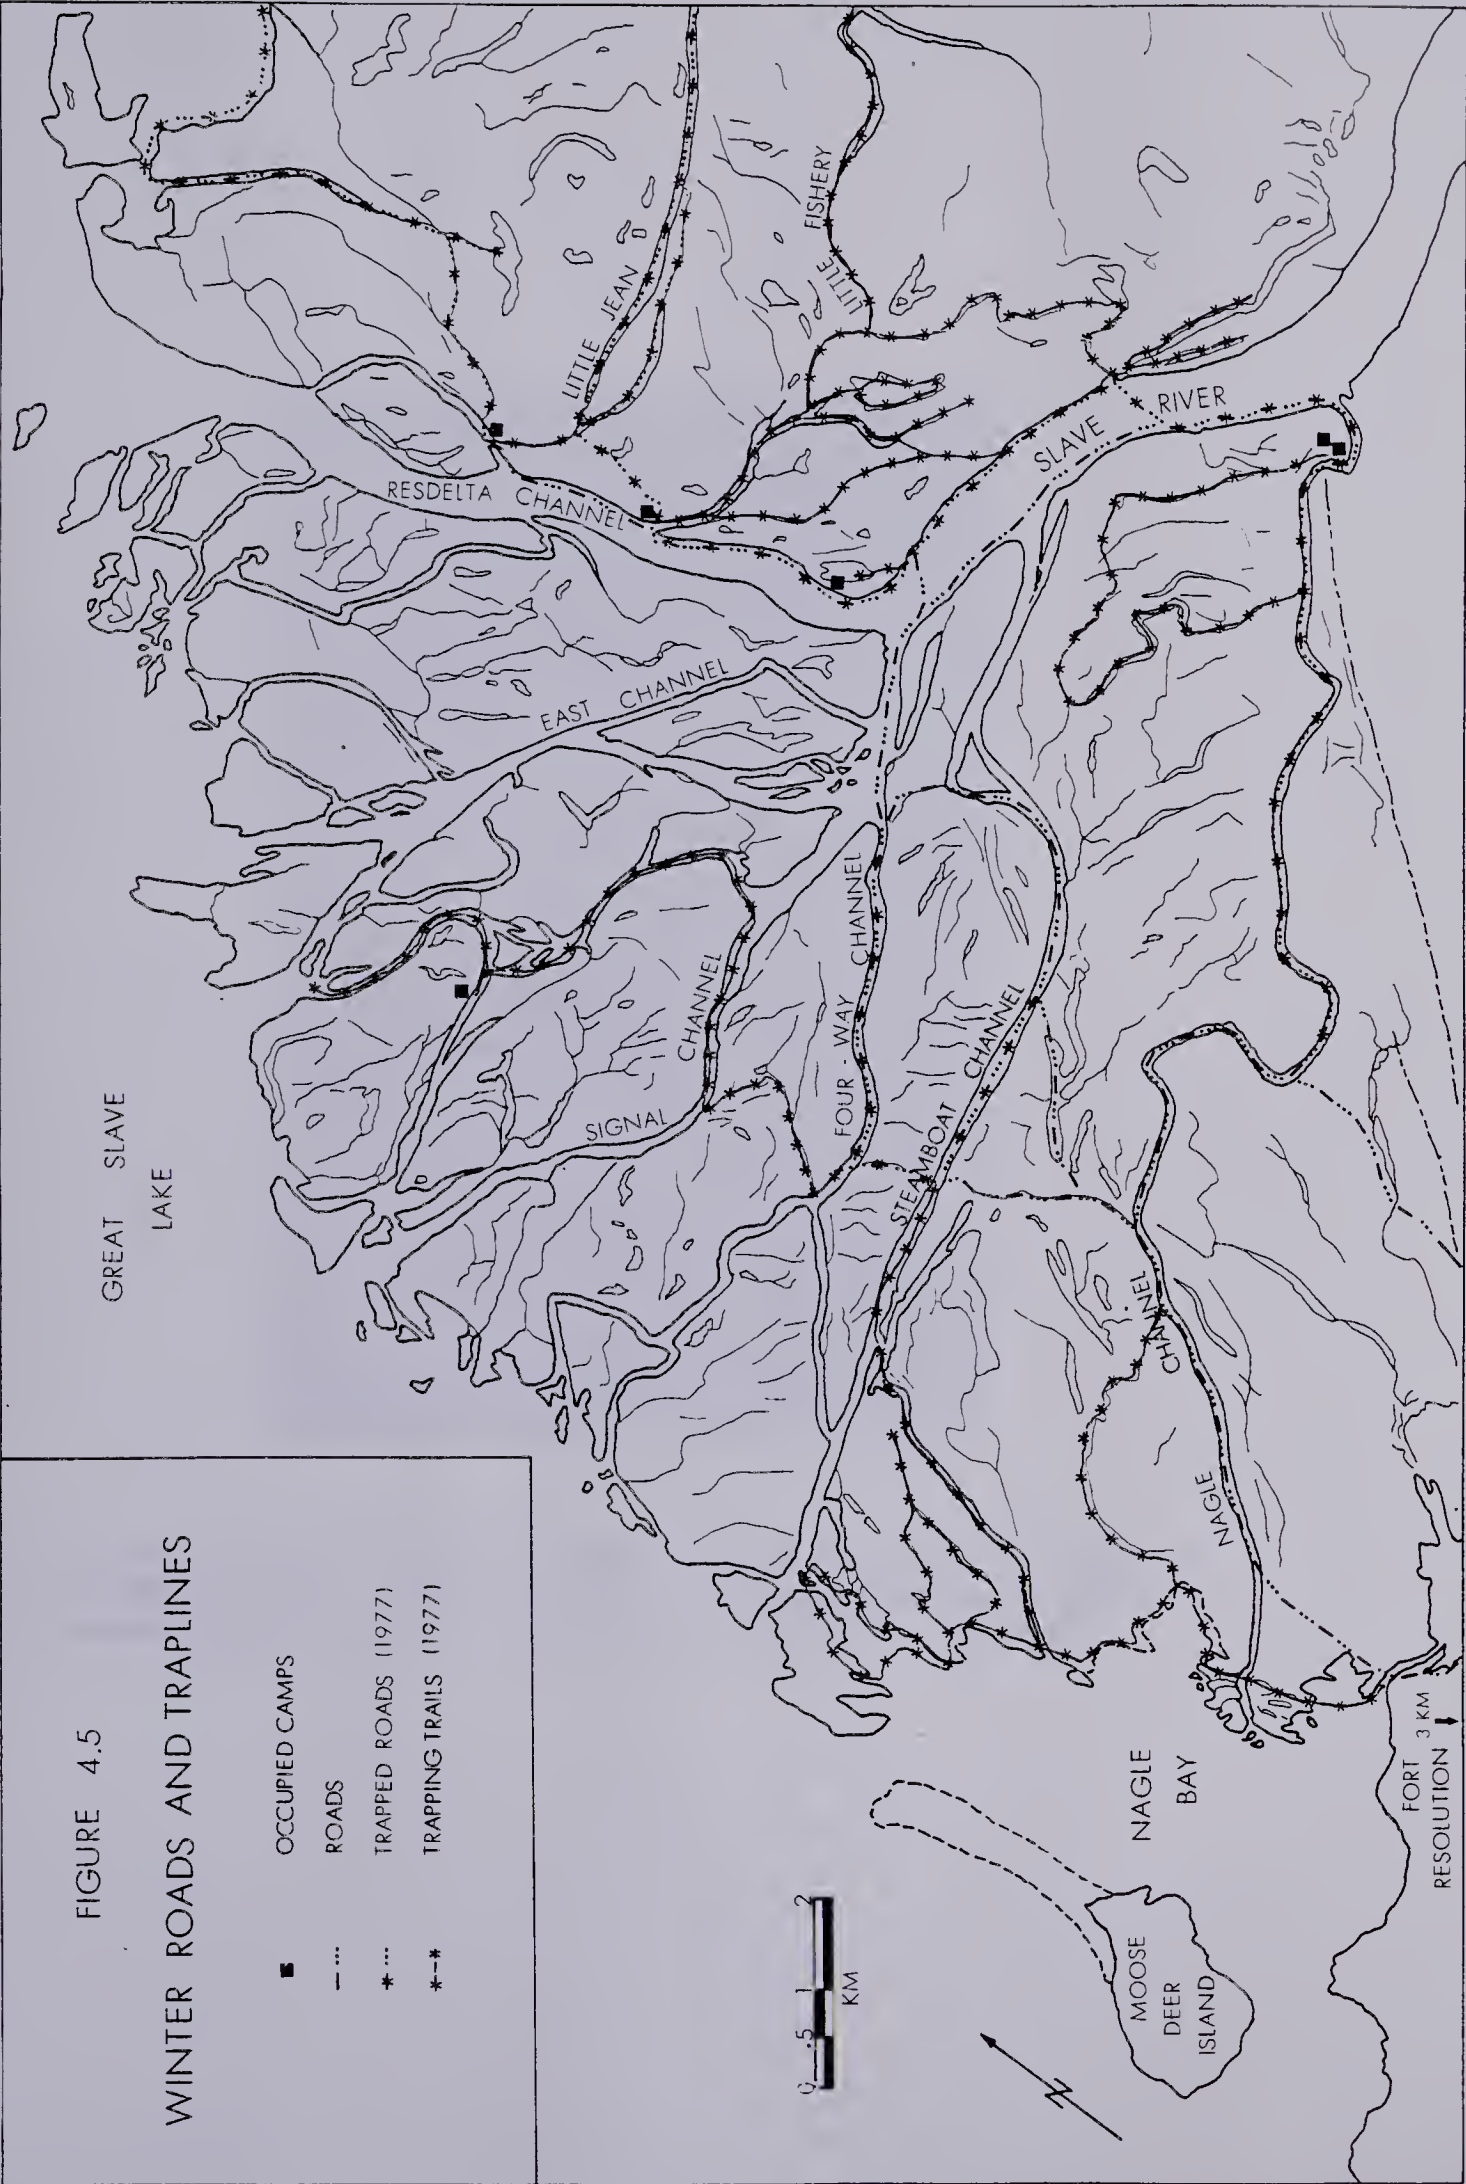 FIGURE 4.5
WINTER ROADS AND TRAPLINES
OCCUPIED CAMPS
ROADS
TRAPPED ROADS (1977)
TRAPPING TRAILS (1977)
GREAT SLAVE
LAKE
RESDELTA CHANNEL
LITTLE JEAN
LITTLE FISHERY
SLAVE RIVER
EAST CHANNEL
SIGNAL CHANNEL
FOUR-WAY CHANNEL
STEAMBOAT CHANNEL
NAGLE CHANNEL
NAGLE
BAY
MOOSE
DEER
ISLAND
FORT
RESOLUTION
3 KM
0 .5 1 2
KM
N